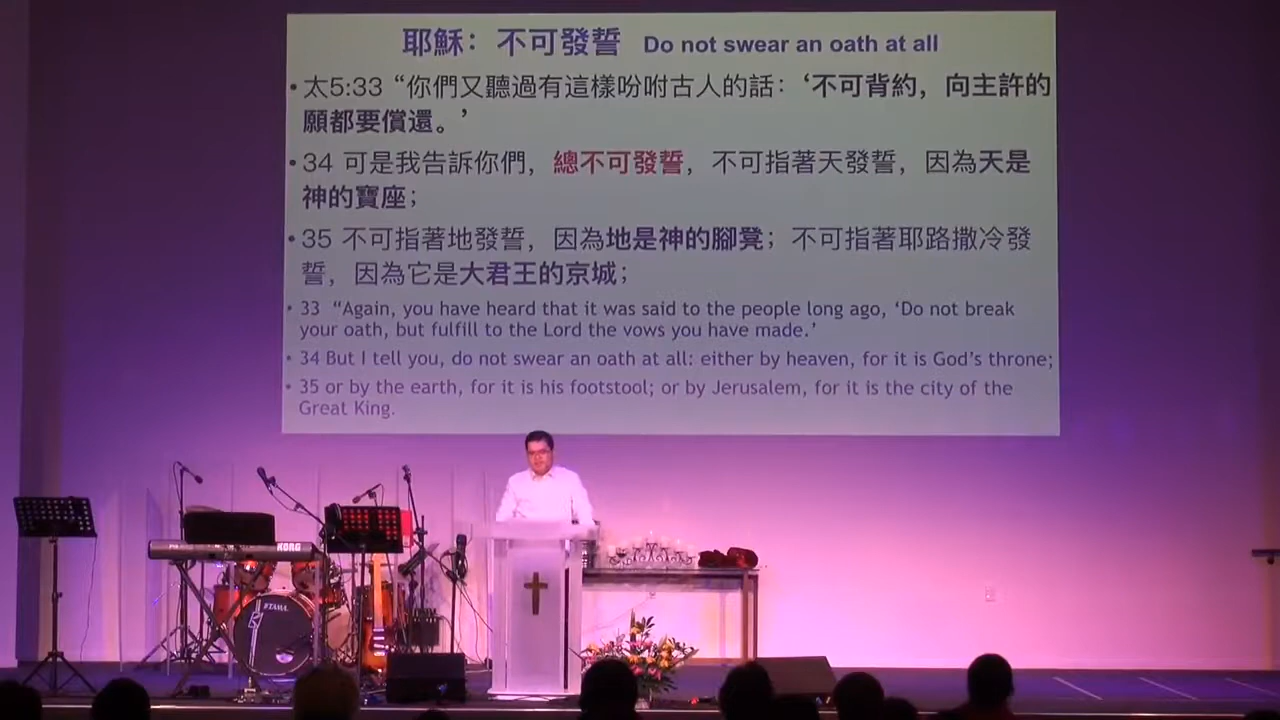 耶穌：不可發誓 Do not swear an oath at all
•太5:33 “你們又聽過有這樣吩咐古人的話：‘不可背約，向主許的
願都要償還。’
•34 可是我告訴你們，總不可發誓，不可指著天發誓，因為天是
神的寶座；
•35 不可指著地發誓，因為地是神的腳凳；不可指著耶路撒冷發
誓，因為它是大君王的京城；
• 33 “Again, you have heard that it was said to the people long ago, ‘Do not break
your oath, but fulfill to the Lord the vows you have made.’
• 34 But I tell you, do not swear an oath at all: either by heaven, for it is God’s throne;
• 35 or by the earth, for it is his footstool; or by Jerusalem, for it is the city of the
Great King.
KORG
TAMA